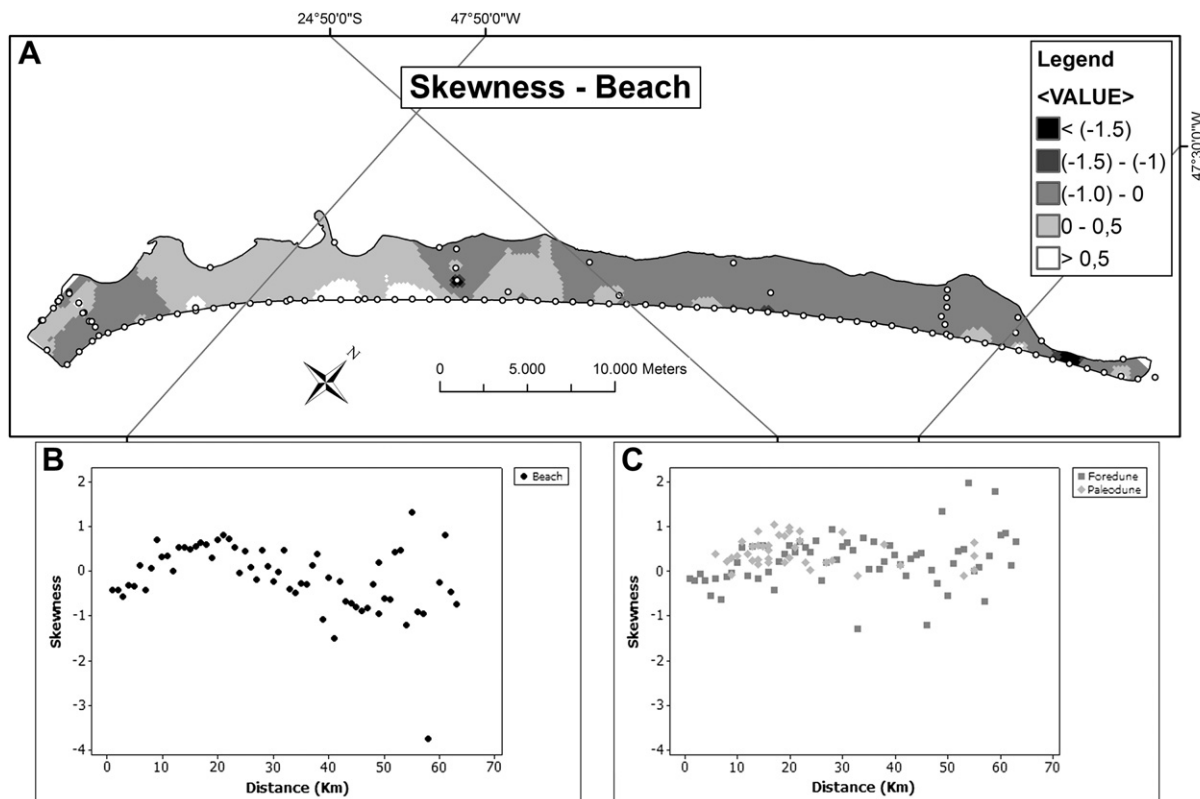 24°50'0"S 47°50'0"W
A
Skewness - Beach
Legend
<VALUE>
< (-1.5)
(-1.5) - (-1)
(-1.0) - 0
0 - 0,5
> 0,5
47°30'0"W
N
0 5.000 10.000 Meters
B
Beach
Skewness
2
1
0
-1
-2
-3
-4
0 10 20 30 40 50 60 70
Distance (Km)
C
Foredune
Paleodune
Skewness
2
1
0
-1
-2
-3
-4
0 10 20 30 40 50 60 70
Distance (Km)